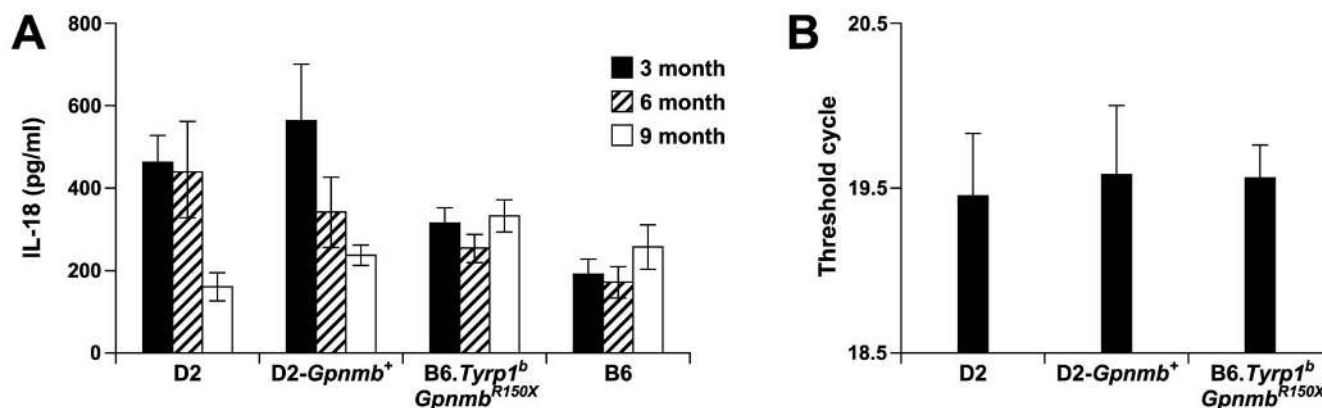 A
800
600
400
200
0
IL-18 (pg/ml)
3 month
6 month
9 month
D2
D2-Gpnmb⁺
B6.Tyrp1ᵇ
Gpnmbᴿ¹⁵⁰ˣ
B6
B
20.5
19.5
18.5
Threshold cycle
D2
D2-Gpnmb⁺
B6.Tyrp1ᵇ
Gpnmbᴿ¹⁵⁰ˣ